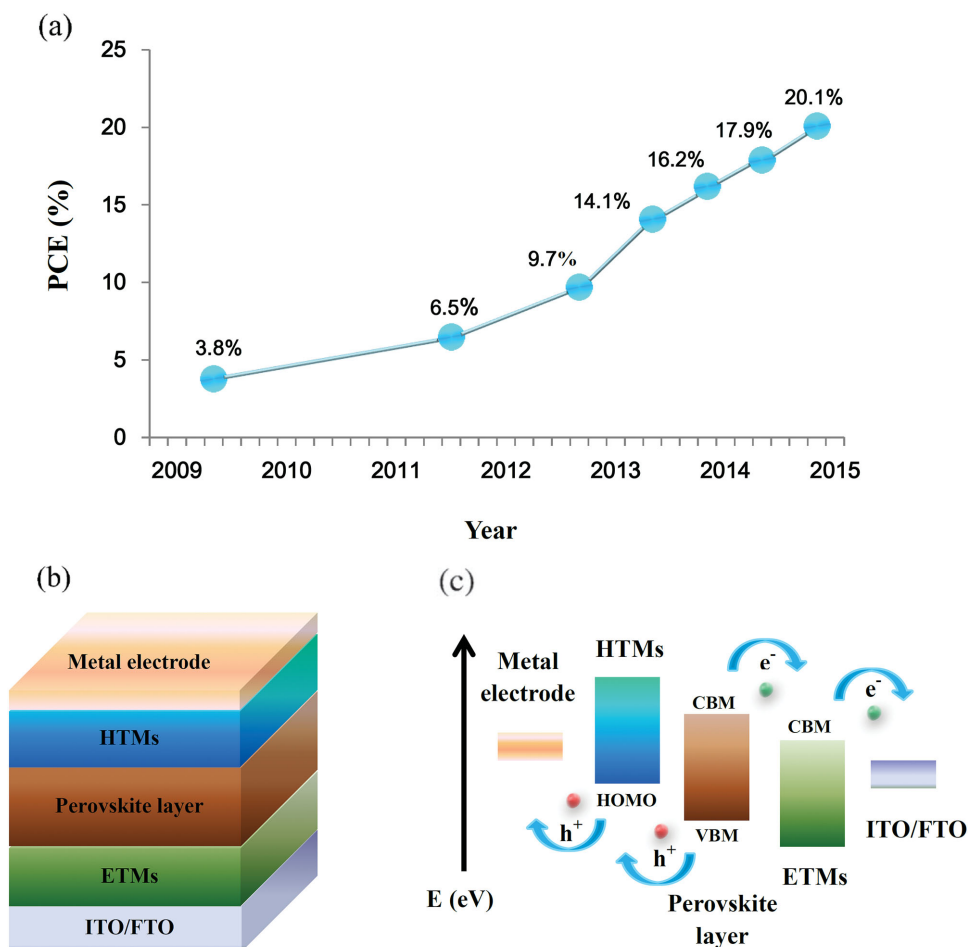 (a)
25
20
15
10
5
0
PCE (%)
3.8%
6.5%
9.7%
14.1%
16.2%
17.9%
20.1%
2009 2010 2011 2012 2013 2014 2015
Year
(b)
Metal electrode
HTMs
Perovskite layer
ETMs
ITO/FTO
(c)
E (eV)
Metal
electrode
HTMs
HOMO
h⁺
h⁺
CBM
VBM
Perovskite
layer
e⁻
CBM
ETMs
e⁻
ITO/FTO